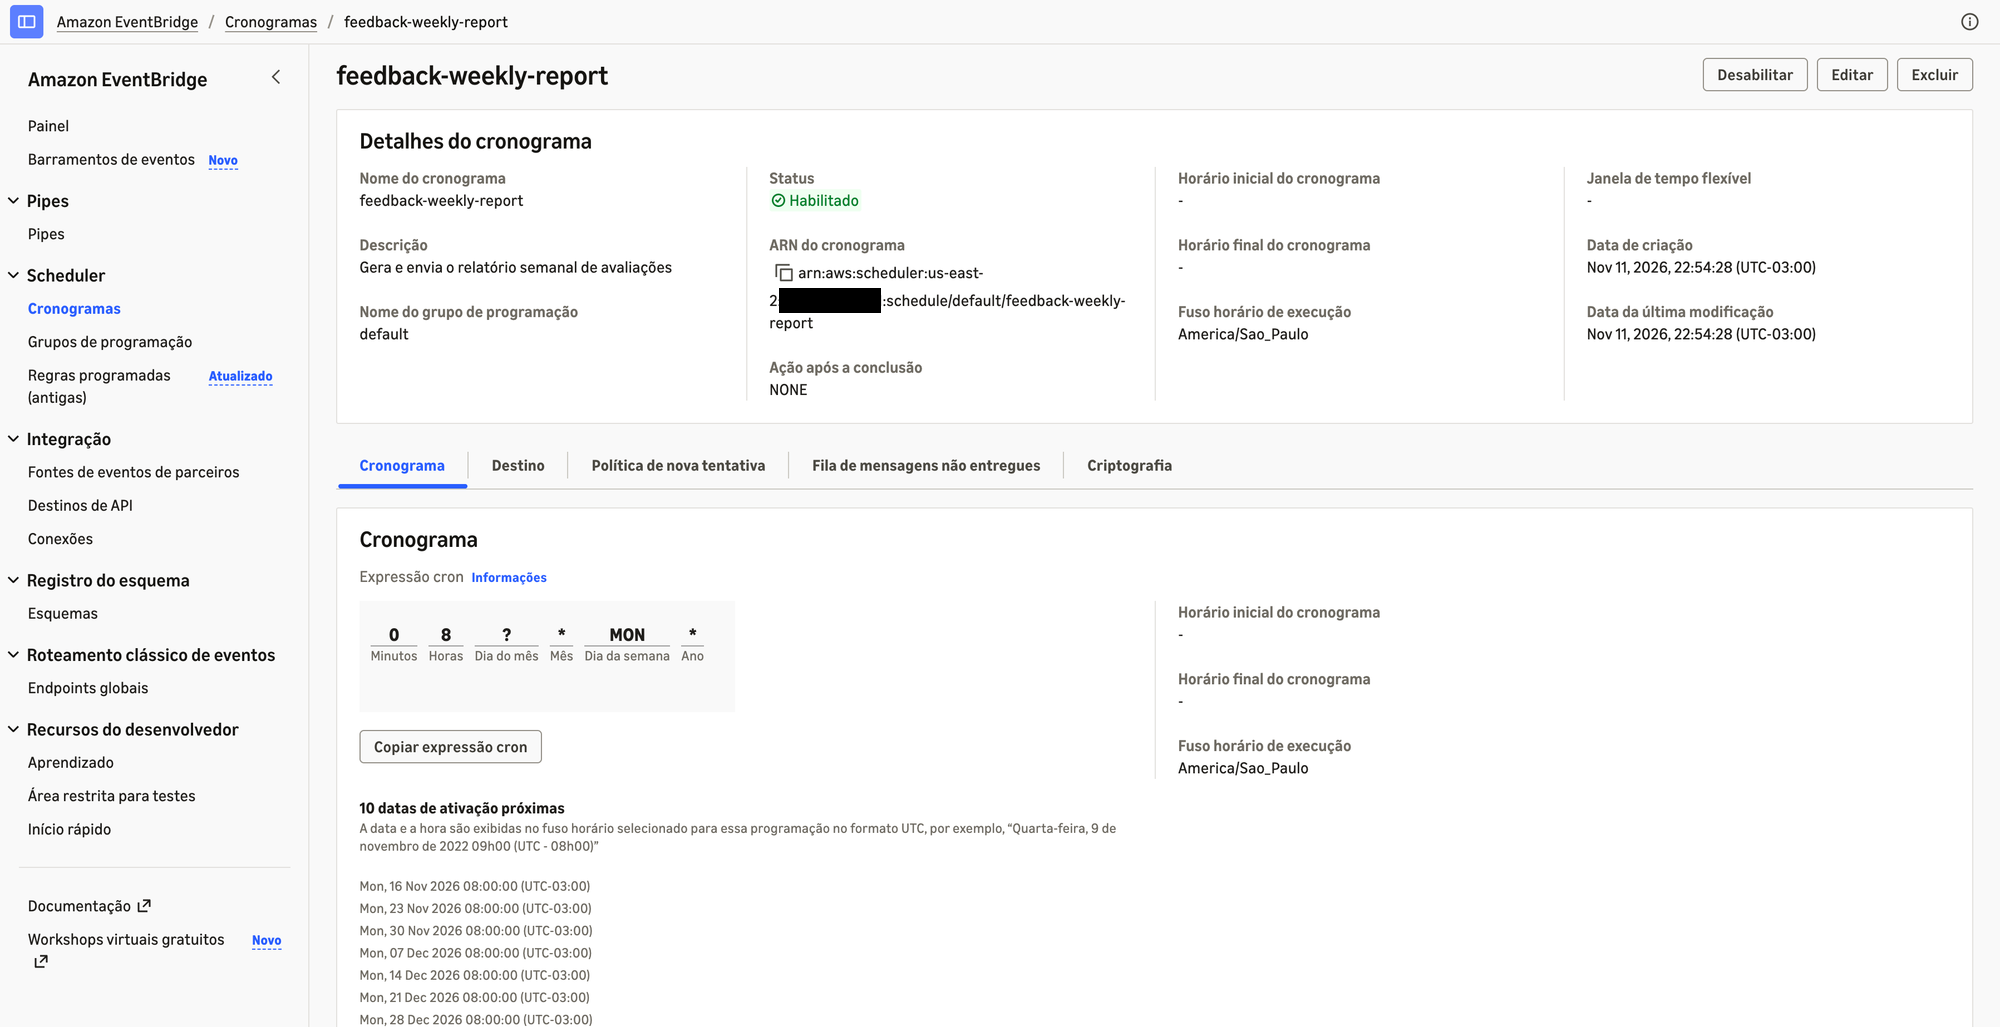 Amazon EventBridge / Cronogramas / feedback-weekly-report
Amazon EventBridge
Painel
Barramentos de eventos Novo
Pipes
Pipes
Scheduler
Cronogramas
Grupos de programação
Regras programadas Atualizado
(antigas)
Integração
Fontes de eventos de parceiros
Destinos de API
Conexões
Registro do esquema
Esquemas
Roteamento clássico de eventos
Endpoints globais
Recursos do desenvolvedor
Aprendizado
Área restrita para testes
Início rápido
Documentação
Workshops virtuais gratuitos Novo
feedback-weekly-report
Desabilitar
Editar
Excluir
Detalhes do cronograma
Nome do cronograma
feedback-weekly-report
Descrição
Gera e envia o relatório semanal de avaliações
Nome do grupo de programação
default
Status
Habilitado
ARN do cronograma
arn:aws:scheduler:us-east-
2: :schedule/default/feedback-weekly-
report
Ação após a conclusão
NONE
Horário inicial do cronograma
-
Horário final do cronograma
-
Fuso horário de execução
America/Sao_Paulo
Janela de tempo flexível
-
Data de criação
Nov 11, 2026, 22:54:28 (UTC-03:00)
Data da última modificação
Nov 11, 2026, 22:54:28 (UTC-03:00)
Cronograma
Destino
Política de nova tentativa
Fila de mensagens não entregues
Criptografia
Cronograma
Expressão cron Informações
0 8 ? * MON *
Minutos Horas Dia do mês Mês Dia da semana Ano
Copiar expressão cron
Horário inicial do cronograma
-
Horário final do cronograma
-
Fuso horário de execução
America/Sao_Paulo
10 datas de ativação próximas
A data e a hora são exibidas no fuso horário selecionado para essa programação no formato UTC, por exemplo, “Quarta-feira, 9 de
novembro de 2022 09h00 (UTC - 08h00)”
Mon, 16 Nov 2026 08:00:00 (UTC-03:00)
Mon, 23 Nov 2026 08:00:00 (UTC-03:00)
Mon, 30 Nov 2026 08:00:00 (UTC-03:00)
Mon, 07 Dec 2026 08:00:00 (UTC-03:00)
Mon, 14 Dec 2026 08:00:00 (UTC-03:00)
Mon, 21 Dec 2026 08:00:00 (UTC-03:00)
Mon, 28 Dec 2026 08:00:00 (UTC-03:00)